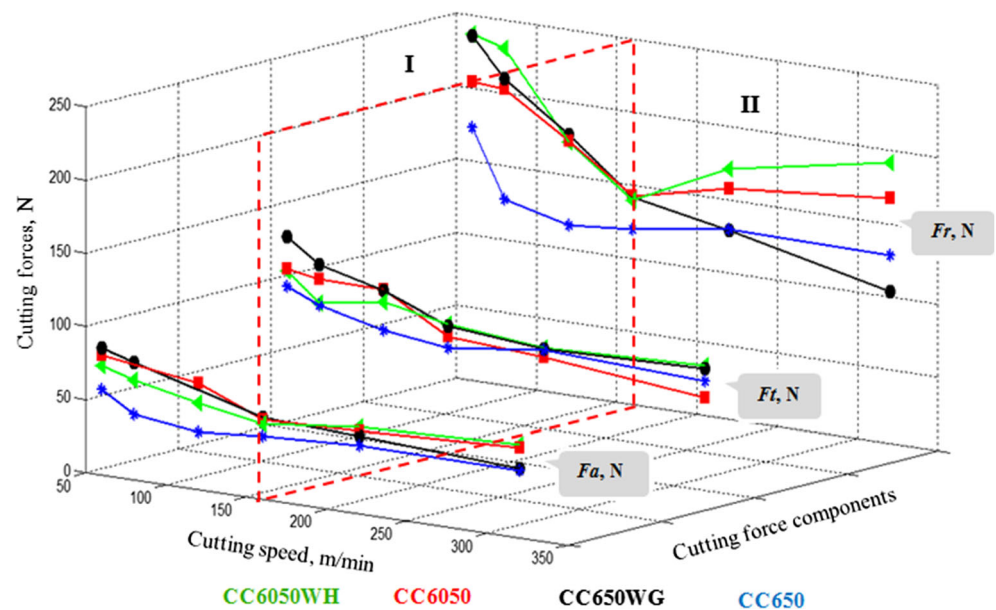 Cutting forces, N
250
200
150
100
50
0
50
100
150
200
250
300
350
Cutting speed, m/min
Cutting force components
I
II
Fr, N
Ft, N
Fa, N
CC6050WH CC6050 CC650WG CC650